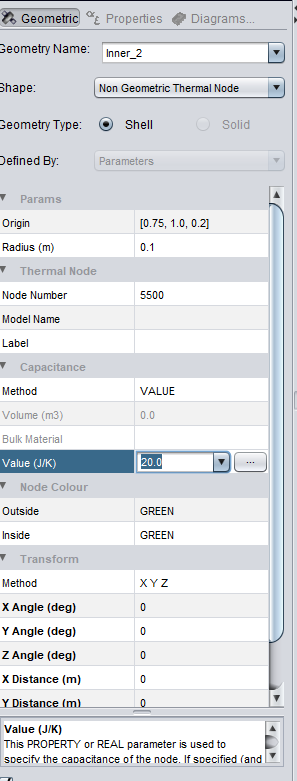 Geometric Properties Diagrams...
Geometry Name: Inner_2
Shape: Non Geometric Thermal Node
Geometry Type: Shell Solid
Defined By: Parameters
Params
Origin [0.75, 1.0, 0.2]
Radius (m) 0.1
Thermal Node
Node Number 5500
Model Name
Label
Capacitance
Method VALUE
Volume (m3) 0.0
Bulk Material
Value (J/K) 20.0 ...
Node Colour
Outside GREEN
Inside GREEN
Transform
Method X Y Z
X Angle (deg) 0
Y Angle (deg) 0
Z Angle (deg) 0
X Distance (m) 0
Y Distance (m) 0
Value (J/K)
This PROPERTY or REAL parameter is used to
specify the capacitance of the node. If specified (and